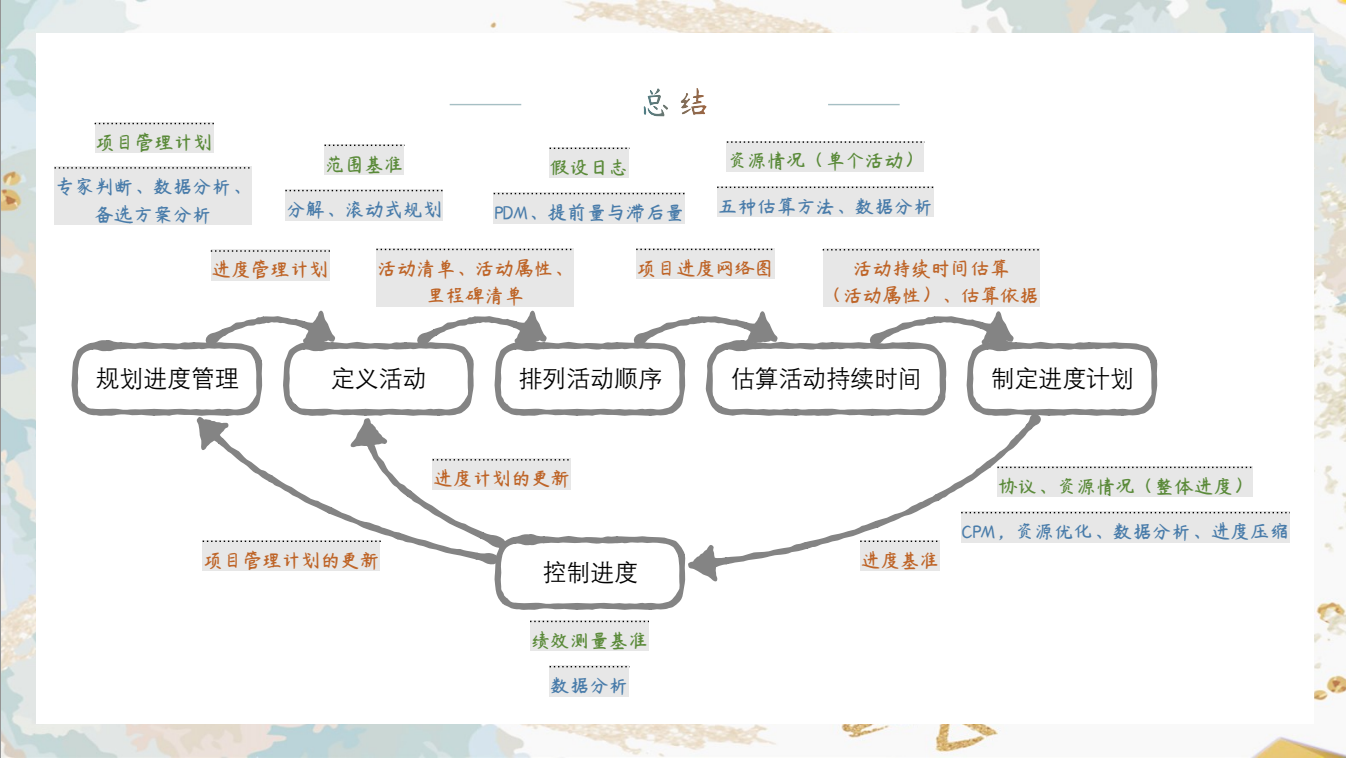 总结
项目管理计划
专家判断、数据分析、
备选方案分析
范围基准
分解、滚动式规划
假设日志
PDM、提前量与滞后量
资源情况（单个活动）
五种估算方法、数据分析
进度管理计划
活动清单、活动属性、
里程碑清单
项目进度网络图
活动持续时间估算
（活动属性）、估算依据
规划进度管理
定义活动
排列活动顺序
估算活动持续时间
制定进度计划
进度计划的更新
协议、资源情况（整体进度）
CPM，资源优化、数据分析、进度压缩
项目管理计划的更新
进度基准
控制进度
绩效测量基准
数据分析